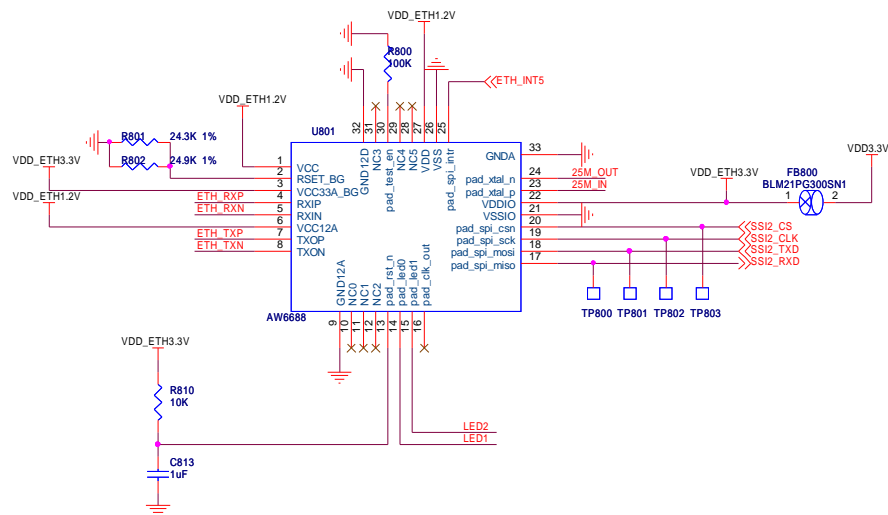 VDD_ETH1.2V
R800
100K
ETH_INT5
VDD_ETH1.2V
U801
32
31
30
29
28
27
26
25
R801 24.3K 1%
R802 24.9K 1%
VDD_ETH3.3V
VDD_ETH1.2V
GND12D
NC3
pad_test_en
NC4
NC5
VDD
VSS
pad_spi_intr
1 VCC
2 RSET_BG
3 VCC33A_BG
ETH_RXP 4 RXIP
ETH_RXN 5 RXIN
6 VCC12A
ETH_TXP 7 TXOP
ETH_TXN 8 TXON
GNDA 33
pad_xtal_n 24 25M_OUT
pad_xtal_p 23 25M_IN
VDDIO 22
VSSIO 21
pad_spi_csn 20 SSI2_CS
pad_spi_sck 19 SSI2_CLK
pad_spi_mosi 18 SSI2_TXD
pad_spi_miso 17 SSI2_RXD
VDD_ETH3.3V
VDD3.3V
FB800
BLM21PG300SN1
1 2
GND12A
NC0
NC1
NC2
pad_rst_n
pad_led0
pad_led1
pad_clk_out
TP800 TP801 TP802 TP803
AW6688
9
10
11
12
13
14
15
16
VDD_ETH3.3V
R810
10K
LED2
LED1
C813
1uF